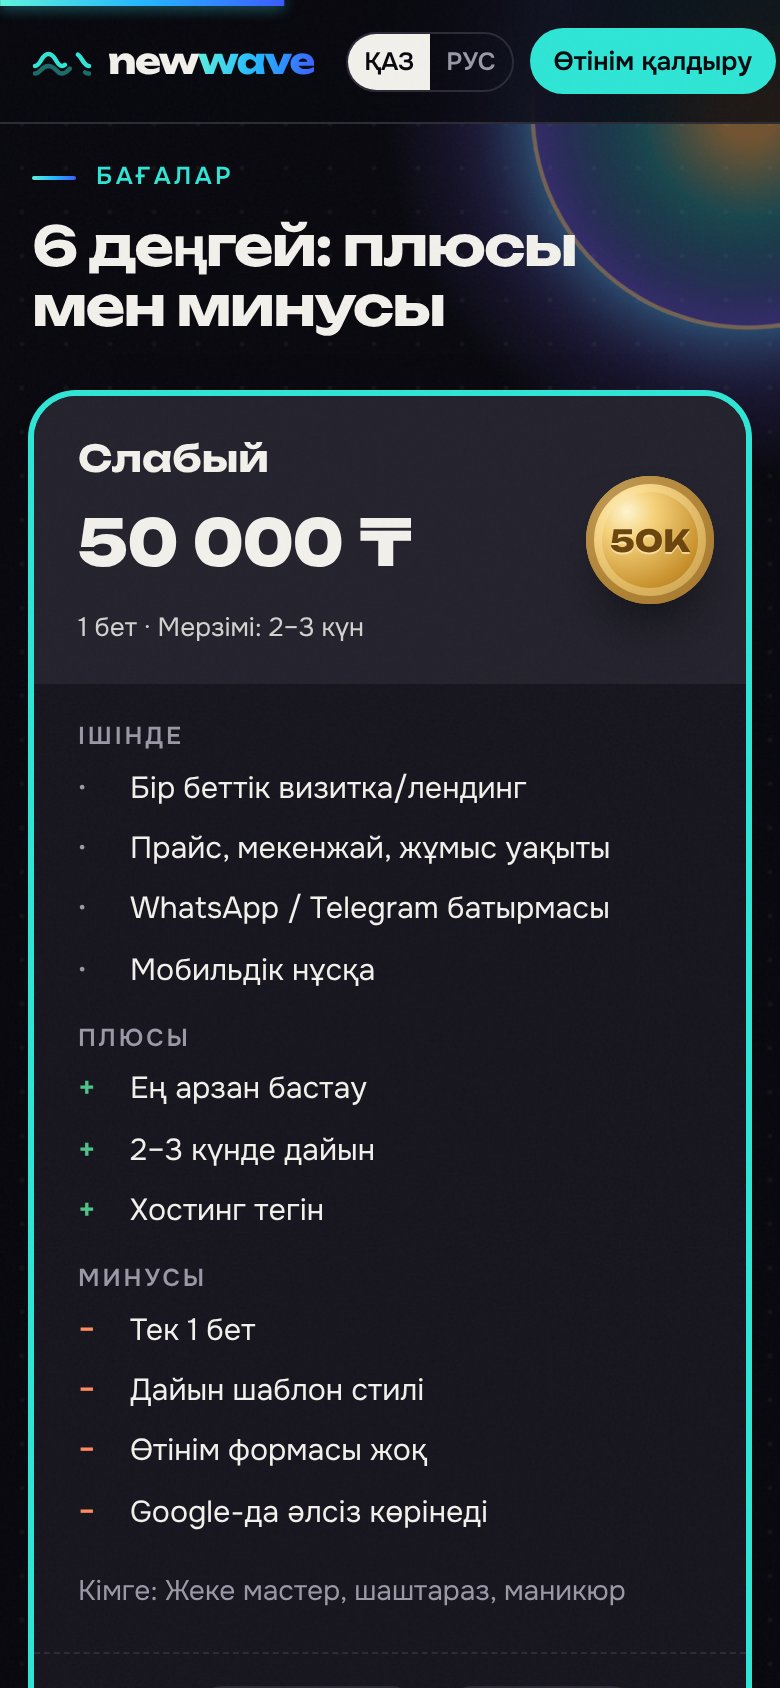 newwave
ҚАЗ РУС
Өтінім қалдыру
БАҒАЛАР
6 деңгей: плюсы
мен минусы
Слабый
50 000 ₸
50K
1 бет · Мерзімі: 2–3 күн
ІШІНДЕ
· Бір беттік визитка/лендинг
· Прайс, мекенжай, жұмыс уақыты
· WhatsApp / Telegram батырмасы
· Мобильдік нұсқа
ПЛЮСЫ
+ Ең арзан бастау
+ 2–3 күнде дайын
+ Хостинг тегін
МИНУСЫ
– Тек 1 бет
– Дайын шаблон стилі
– Өтінім формасы жоқ
– Google-да әлсіз көрінеді
Кімге: Жеке мастер, шаштараз, маникюр